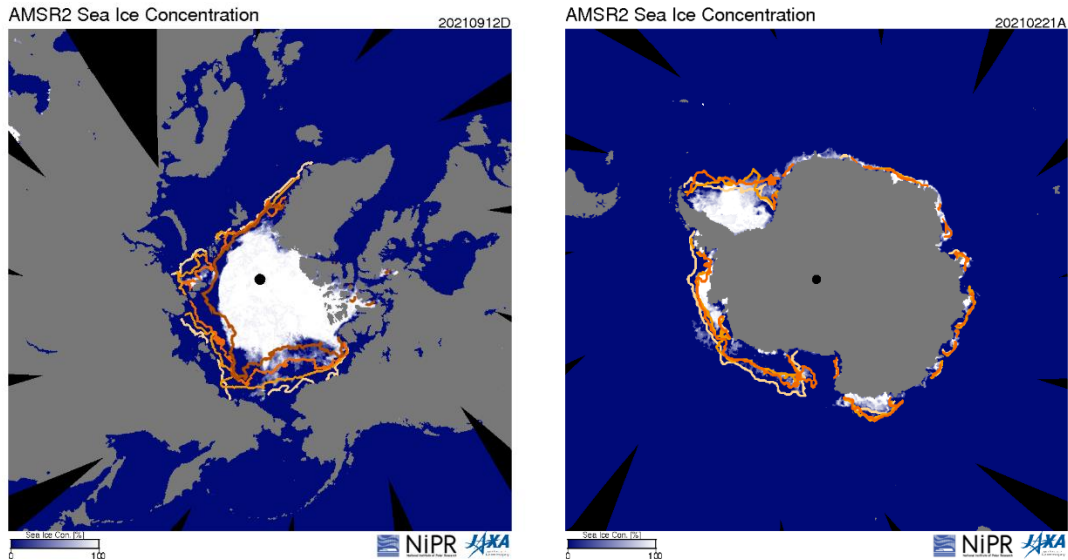 AMSR2 Sea Ice Concentration
20210912D
Sea Ice Con. [%]
0 100
NiPR
JAXA
AMSR2 Sea Ice Concentration
20210221A
Sea Ice Con. [%]
0 100
NiPR
JAXA